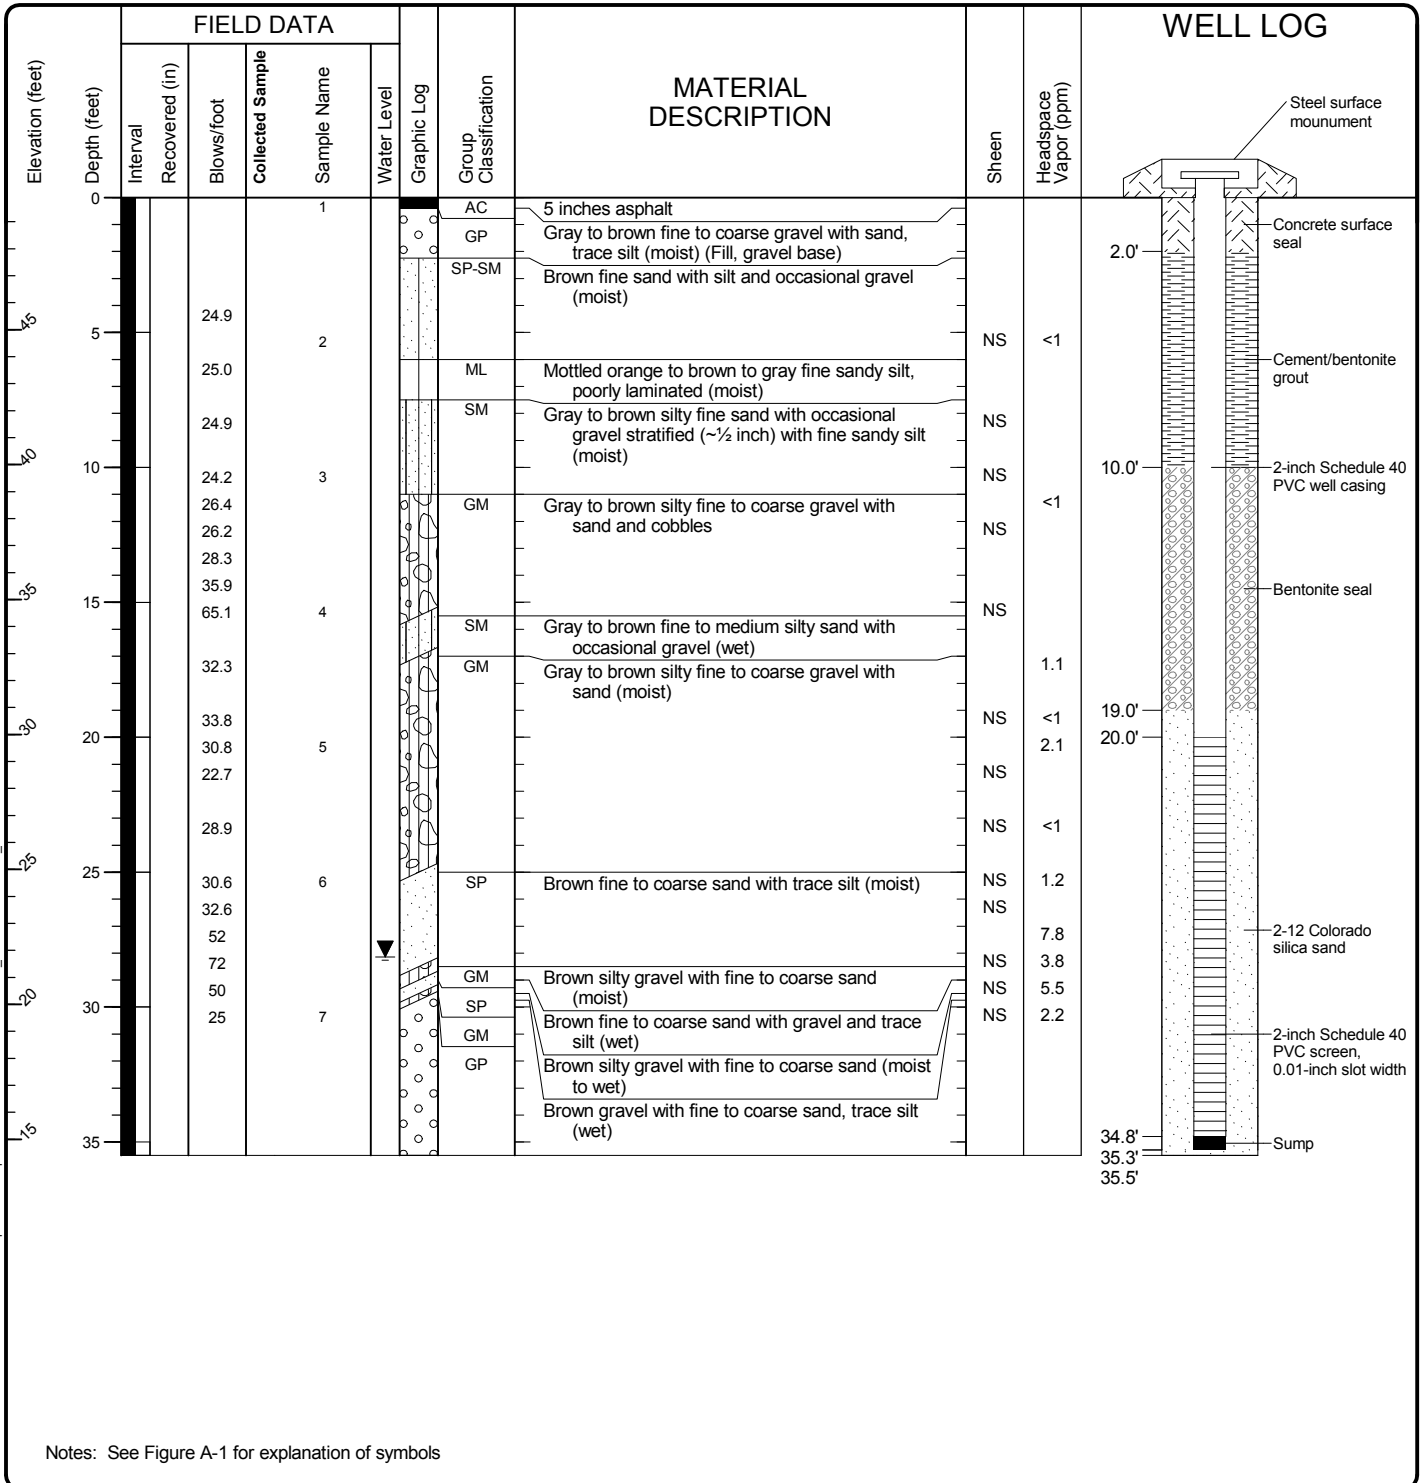 FIELD DATA
WELL LOG
Elevation (feet)
Depth (feet)
Interval
Recovered (in)
Blows/foot
Collected Sample
Sample Name
Water Level
Graphic Log
Group
Classification
MATERIAL
DESCRIPTION
Sheen
Headspace
Vapor (ppm)
Steel surface
mounument
0
1
AC
5 inches asphalt
GP
Gray to brown fine to coarse gravel with sand,
trace silt (moist) (Fill, gravel base)
Concrete surface
seal
2.0'
SP-SM
Brown fine sand with silt and occasional gravel
(moist)
24.9
45
5
2
NS
<1
Cement/bentonite
grout
25.0
ML
Mottled orange to brown to gray fine sandy silt,
poorly laminated (moist)
24.9
SM
Gray to brown silty fine sand with occasional
gravel stratified (~½ inch) with fine sandy silt
(moist)
NS
40
10
24.2
3
NS
10.0'
2-inch Schedule 40
PVC well casing
26.4
GM
Gray to brown silty fine to coarse gravel with
sand and cobbles
<1
26.2
NS
28.3
35.9
35
Bentonite seal
15
65.1
4
NS
SM
Gray to brown fine to medium silty sand with
occasional gravel (wet)
32.3
GM
Gray to brown silty fine to coarse gravel with
sand (moist)
1.1
33.8
NS
<1
19.0'
30
20
30.8
5
2.1
20.0'
22.7
NS
28.9
NS
<1
25
25
30.6
6
SP
Brown fine to coarse sand with trace silt (moist)
NS
1.2
32.6
NS
52
7.8
2-12 Colorado
silica sand
72
NS
3.8
GM
Brown silty gravel with fine to coarse sand
(moist)
50
NS
5.5
20
30
SP
Brown fine to coarse sand with gravel and trace
silt (wet)
25
7
NS
2.2
GM
Brown silty gravel with fine to coarse sand (moist
to wet)
2-inch Schedule 40
PVC screen,
0.01-inch slot width
GP
Brown gravel with fine to coarse sand, trace silt
(wet)
15
35
34.8'
Sump
35.3'
35.5'
Notes: See Figure A-1 for explanation of symbols